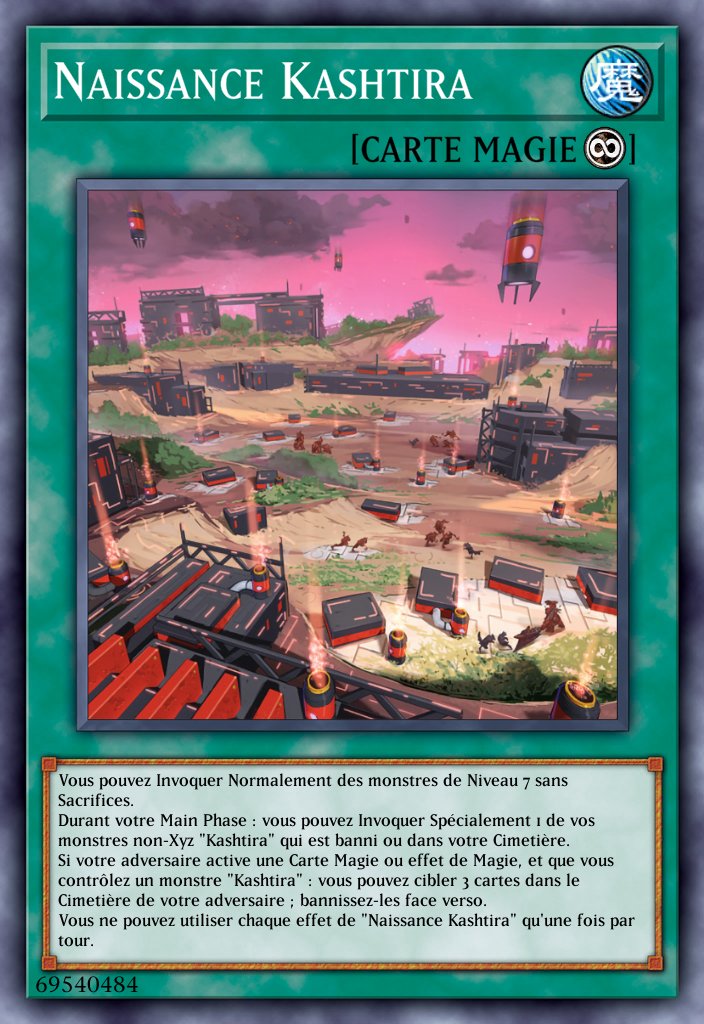 Naissance Kashtira
魔
[CARTE MAGIE ∞]
Vous pouvez Invoquer Normalement des monstres de Niveau 7 sans
Sacrifices.
Durant votre Main Phase : vous pouvez Invoquer Spécialement 1 de vos
monstres non-Xyz "Kashtira" qui est banni ou dans votre Cimetière.
Si votre adversaire active une Carte Magie ou effet de Magie, et que vous
contrôlez un monstre "Kashtira" : vous pouvez cibler 3 cartes dans le
Cimetière de votre adversaire ; bannissez-les face verso.
Vous ne pouvez utiliser chaque effet de "Naissance Kashtira" qu'une fois par
tour.
69540484